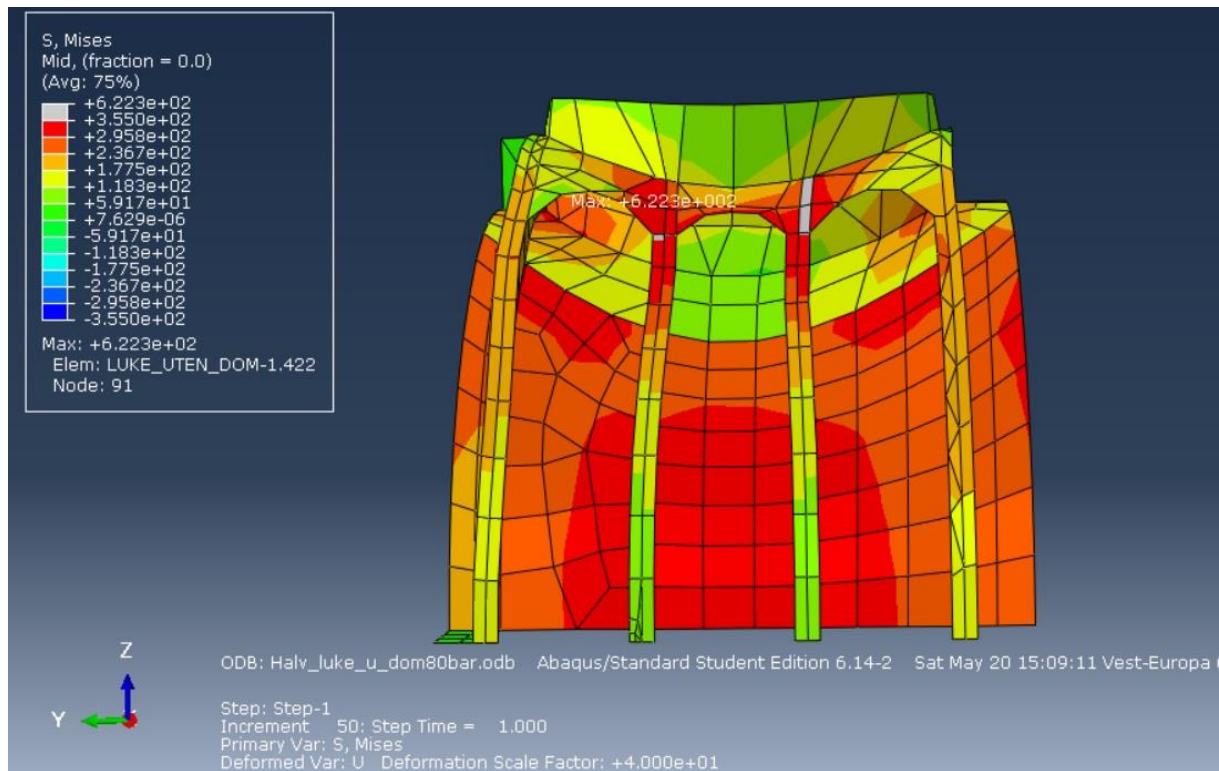 S, Mises
Mid, (fraction = 0.0)
(Avg: 75%)
+6.223e+02
+3.550e+02
+2.958e+02
+2.367e+02
+1.775e+02
+1.183e+02
+5.917e+01
+7.629e-06
-5.917e+01
-1.183e+02
-1.775e+02
-2.367e+02
-2.958e+02
-3.550e+02
Max: +6.223e+02
Elem: LUKE_UTEN_DOM-1.422
Node: 91
Max: +6.223e+002
Z
Y
ODB: Halv_luke_u_dom80bar.odb Abaqus/Standard Student Edition 6.14-2 Sat May 20 15:09:11 Vest-Europa
Step: Step-1
Increment 50: Step Time = 1.000
Primary Var: S, Mises
Deformed Var: U Deformation Scale Factor: +4.000e+01